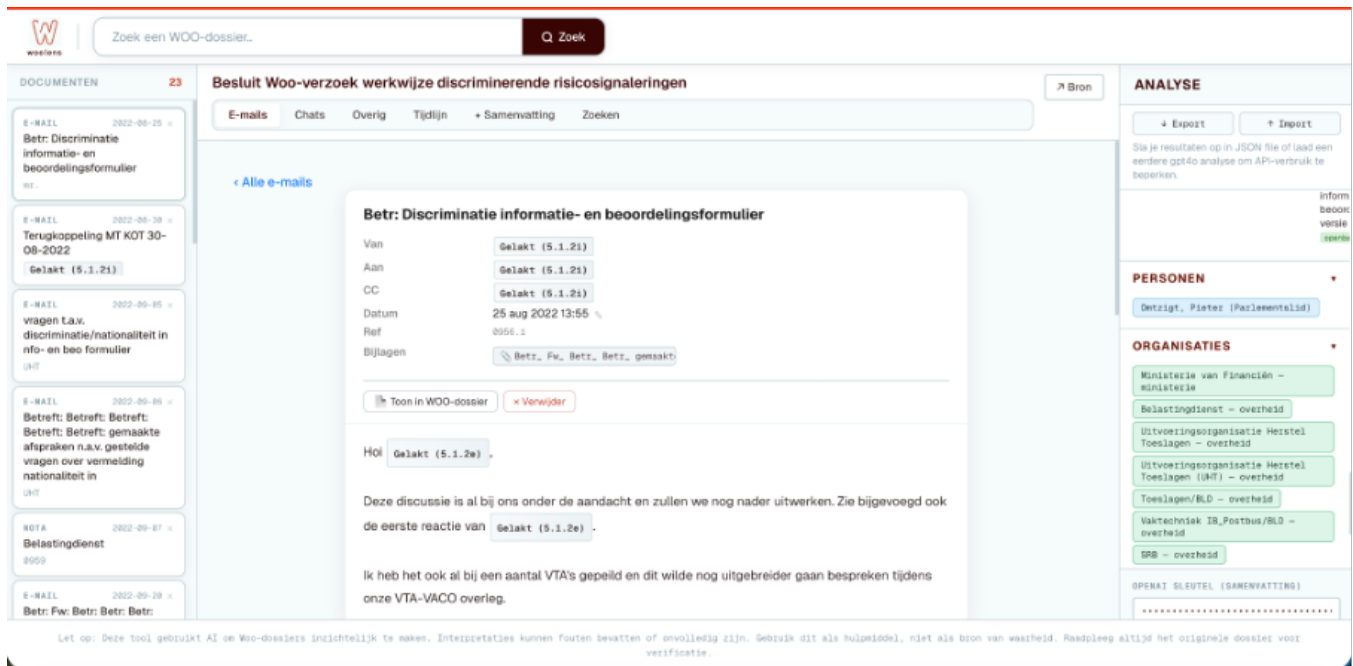 woolens
Zoek een WOO-dossier...
Zoek
DOCUMENTEN 23
E-MAIL 2022-08-25 ×
Betr: Discriminatie
informatie- en
beoordelingsformulier
mr.
E-MAIL 2022-08-30 ×
Terugkoppeling MT KOT 30-
08-2022
Gelakt (5.1.2i)
E-MAIL 2022-09-05 ×
vragen t.a.v.
discriminatie/nationaliteit in
nfo- en beo formulier
UHT
E-MAIL 2022-09-06 ×
Betreft: Betreft: Betreft:
Betreft: Betreft: gemaakte
afspraken n.a.v. gestelde
vragen over vermelding
nationaliteit in
UHT
NOTA 2022-09-07 ×
Belastingdienst
0959
E-MAIL 2022-09-20 ×
Betr: Fw: Betr: Betr: Betr:
Besluit Woo-verzoek werkwijze discriminerende risicosignaleringen
↗ Bron
E-mails Chats Overig Tijdlijn + Samenvatting Zoeken
‹ Alle e-mails
Betr: Discriminatie informatie- en beoordelingsformulier
Van Gelakt (5.1.2i)
Aan Gelakt (5.1.2i)
CC Gelakt (5.1.2i)
Datum 25 aug 2022 13:55
Ref 0956.1
Bijlagen Betr_ Fw_ Betr_ Betr_ gemaakt
Toon in WOO-dossier
× Verwijder
Hoi Gelakt (5.1.2e) ,
Deze discussie is al bij ons onder de aandacht en zullen we nog nader uitwerken. Zie bijgevoegd ook
de eerste reactie van Gelakt (5.1.2e) .
Ik heb het ook al bij een aantal VTA's gepeild en dit wilde nog uitgebreider gaan bespreken tijdens
onze VTA-VACO overleg.
ANALYSE
↓ Export ↑ Import
Sla je resultaten op in JSON file of laad een
eerdere gpt4o analyse om API-verbruik te
beperken.
inform
beoord
versie
openba
PERSONEN ▾
Omtzigt, Pieter (Parlementslid)
ORGANISATIES ▾
Ministerie van Financiën –
ministerie
Belastingdienst – overheid
Uitvoeringsorganisatie Herstel
Toeslagen – overheid
Uitvoeringsorganisatie Herstel
Toeslagen (UHT) – overheid
Toeslagen/BLD – overheid
Vaktechniek IB_Postbus/BLD –
overheid
SRB – overheid
OPENAI SLEUTEL (SAMENVATTING)
Let op: Deze tool gebruikt AI om Woo-dossiers inzichtelijk te maken. Interpretaties kunnen fouten bevatten of onvolledig zijn. Gebruik dit als hulpmiddel, niet als bron van waarheid. Raadpleeg altijd het originele dossier voor
verificatie.